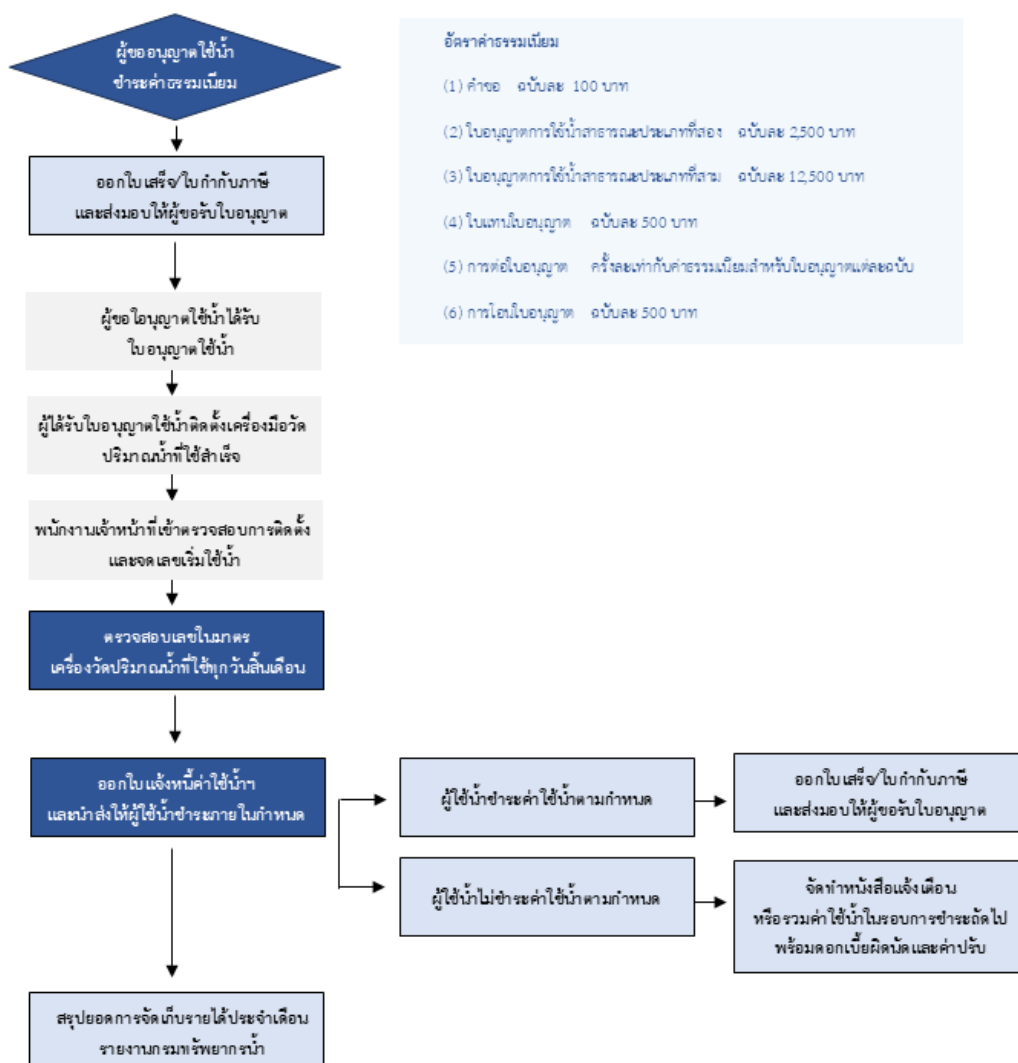 ผู้ขออนุญาตใช้น้ำ
ชำระค่าธรรมเนียม
อัตราค่าธรรมเนียม
(1) คำขอ ฉบับละ 100 บาท
(2) ใบอนุญาตการใช้น้ำสาธารณะประเภทที่สอง ฉบับละ 2,500 บาท
(3) ใบอนุญาตการใช้น้ำสาธารณะประเภทที่สาม ฉบับละ 12,500 บาท
(4) ใบแทนใบอนุญาต ฉบับละ 500 บาท
(5) การต่อใบอนุญาต ครั้งละเท่ากับค่าธรรมเนียมสำหรับใบอนุญาตแต่ละฉบับ
(6) การโอนใบอนุญาต ฉบับละ 500 บาท
ออกใบเสร็จ/ใบกำกับภาษี
และส่งมอบให้ผู้ขอรับใบอนุญาต
ผู้ขอใอนุญาตใช้น้ำได้รับ
ใบอนุญาตใช้น้ำ
ผู้ได้รับใบอนุญาตใช้น้ำติดตั้งเครื่องมือวัด
ปริมาณน้ำที่ใช้สำเร็จ
พนักงานเจ้าหน้าที่เข้าตรวจสอบการติดตั้ง
และจดเลขเริ่มใช้น้ำ
ตรวจสอบเลขในมาตร
เครื่องวัดปริมาณน้ำที่ใช้ทุกวันสิ้นเดือน
ออกใบแจ้งหนี้ค่าใช้น้ำฯ
และนำส่งให้ผู้ใช้น้ำชำระภายในกำหนด
ผู้ใช้น้ำชำระค่าใช้น้ำตามกำหนด
ออกใบเสร็จ/ใบกำกับภาษี
และส่งมอบให้ผู้ขอรับใบอนุญาต
ผู้ใช้น้ำไม่ชำระค่าใช้น้ำตามกำหนด
จัดทำหนังสือแจ้งเตือน
หรือรวมค่าใช้น้ำในรอบการชำระถัดไป
พร้อมดอกเบี้ยผิดนัดและค่าปรับ
สรุปยอดการจัดเก็บรายได้ประจำเดือน
รายงานกรมทรัพยากรน้ำ